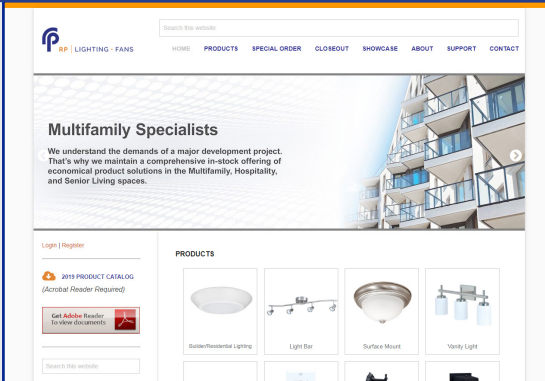 Search this website
RP | LIGHTING + FANS
HOME PRODUCTS SPECIAL ORDER CLOSEOUT SHOWCASE ABOUT SUPPORT CONTACT
Multifamily Specialists
We understand the demands of a major development project.
That's why we maintain a comprehensive in-stock offering of
economical product solutions in the Multifamily, Hospitality,
and Senior Living spaces.
Login | Register
2019 PRODUCT CATALOG
(Acrobat Reader Required)
Get Adobe Reader
To view documents
Search this website
PRODUCTS
Builder/Residential Lighting
Light Bar
Surface Mount
Vanity Light